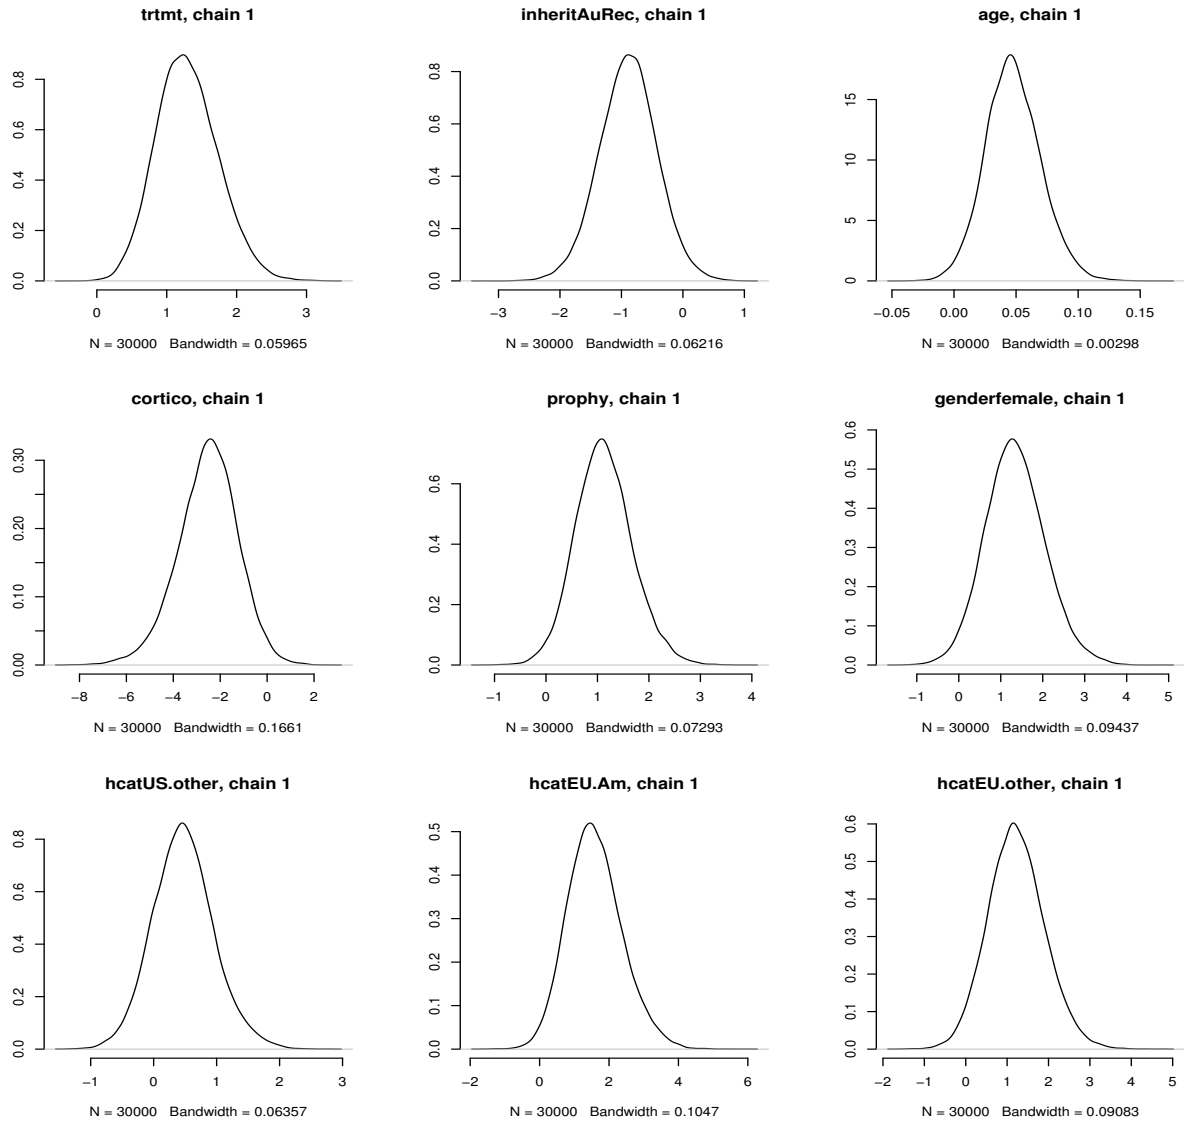 trtmt, chain 1
0.0 0.2 0.4 0.6 0.8
0 1 2 3
N = 30000 Bandwidth = 0.05965
inheritAuRec, chain 1
0.0 0.2 0.4 0.6 0.8
−3 −2 −1 0 1
N = 30000 Bandwidth = 0.06216
age, chain 1
0 5 10 15
−0.05 0.00 0.05 0.10 0.15
N = 30000 Bandwidth = 0.00298
cortico, chain 1
0.00 0.10 0.20 0.30
−8 −6 −4 −2 0 2
N = 30000 Bandwidth = 0.1661
prophy, chain 1
0.0 0.2 0.4 0.6
−1 0 1 2 3 4
N = 30000 Bandwidth = 0.07293
genderfemale, chain 1
0.0 0.1 0.2 0.3 0.4 0.5 0.6
−1 0 1 2 3 4 5
N = 30000 Bandwidth = 0.09437
hcatUS.other, chain 1
0.0 0.2 0.4 0.6 0.8
−1 0 1 2 3
N = 30000 Bandwidth = 0.06357
hcatEU.Am, chain 1
0.0 0.1 0.2 0.3 0.4 0.5
−2 0 2 4 6
N = 30000 Bandwidth = 0.1047
hcatEU.other, chain 1
0.0 0.1 0.2 0.3 0.4 0.5 0.6
−2 −1 0 1 2 3 4 5
N = 30000 Bandwidth = 0.09083